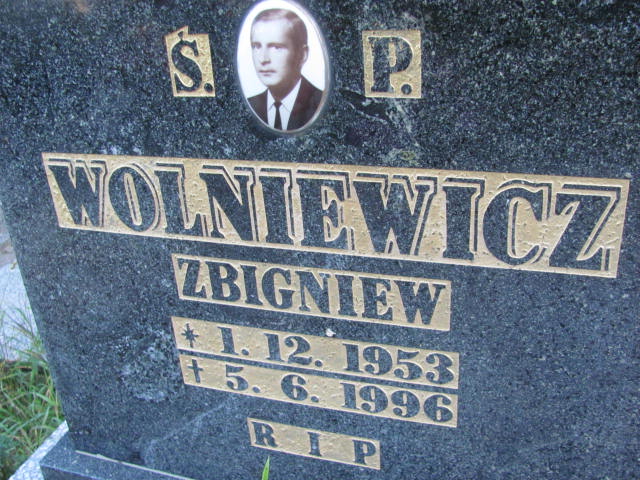 Ś. P.
WOLNIEWICZ
ZBIGNIEW
* 1. 12. 1953
† 5. 6. 1996
R I P